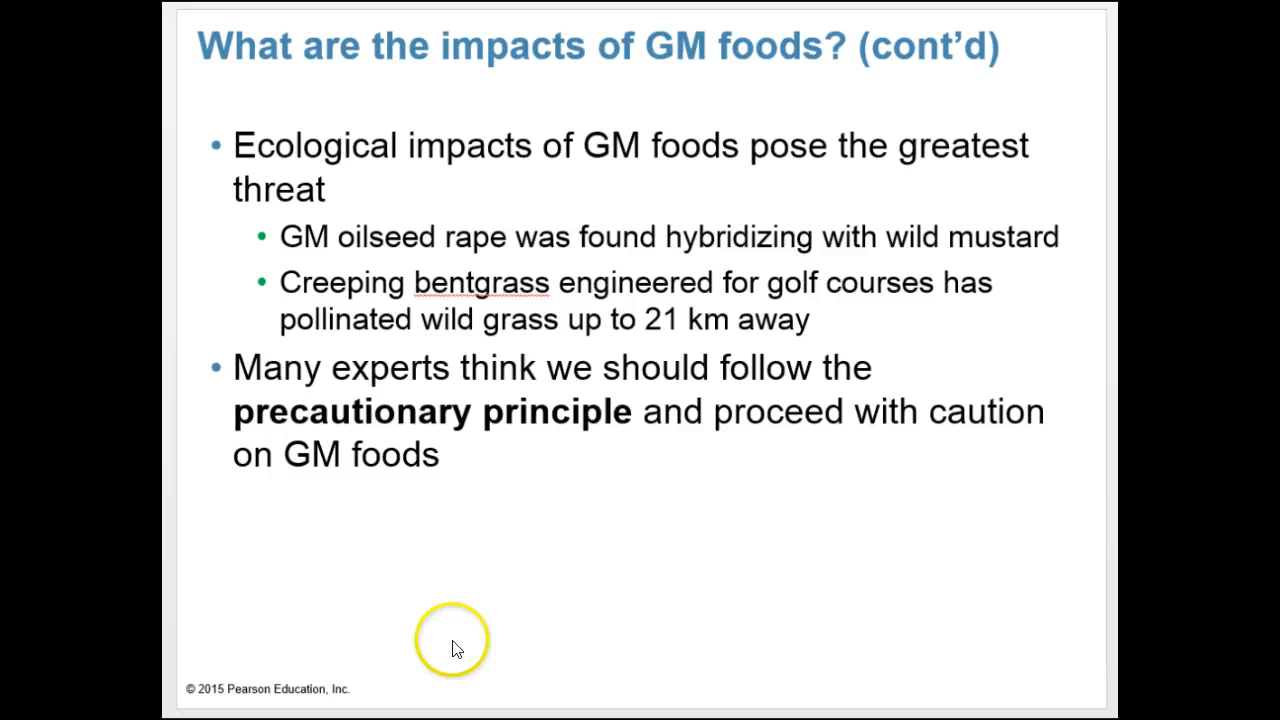 What are the impacts of GM foods? (cont’d)
• Ecological impacts of GM foods pose the greatest
threat
• GM oilseed rape was found hybridizing with wild mustard
• Creeping bentgrass engineered for golf courses has
pollinated wild grass up to 21 km away
• Many experts think we should follow the
precautionary principle and proceed with caution
on GM foods
© 2015 Pearson Education, Inc.